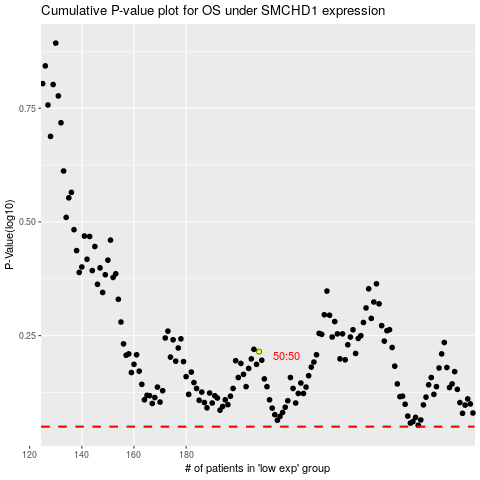 Cumulative P-value plot for OS under SMCHD1 expression
P-Value(log10)
0.75
0.50
0.25
50:50
120 140 160 180
# of patients in 'low exp' group